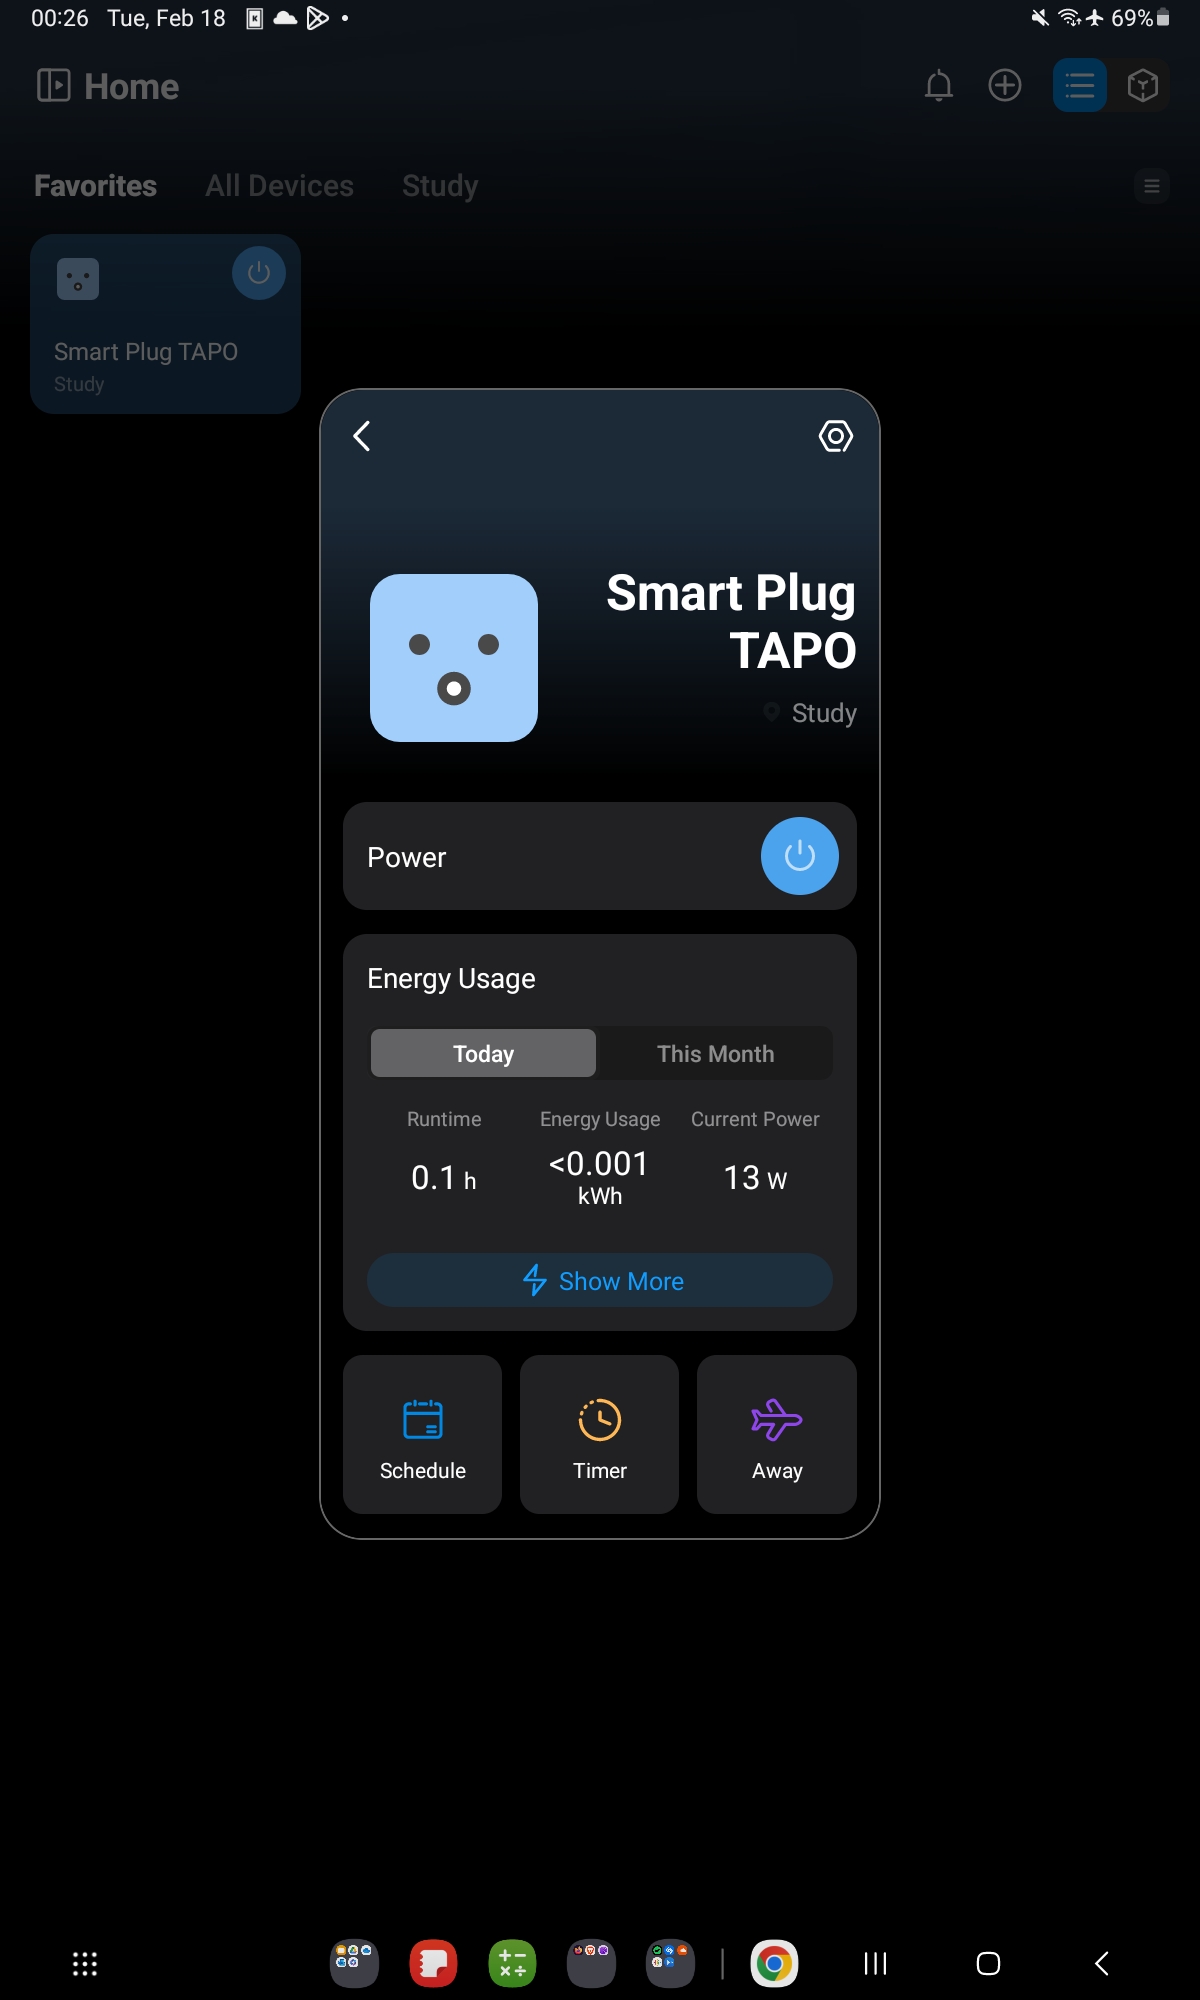 00:26 Tue, Feb 18 69%
Home
Favorites All Devices Study
Smart Plug TAPO
Study
Smart Plug
TAPO
Study
Power
Energy Usage
Today This Month
Runtime Energy Usage Current Power
0.1 h <0.001 kWh 13 W
Show More
Schedule Timer Away